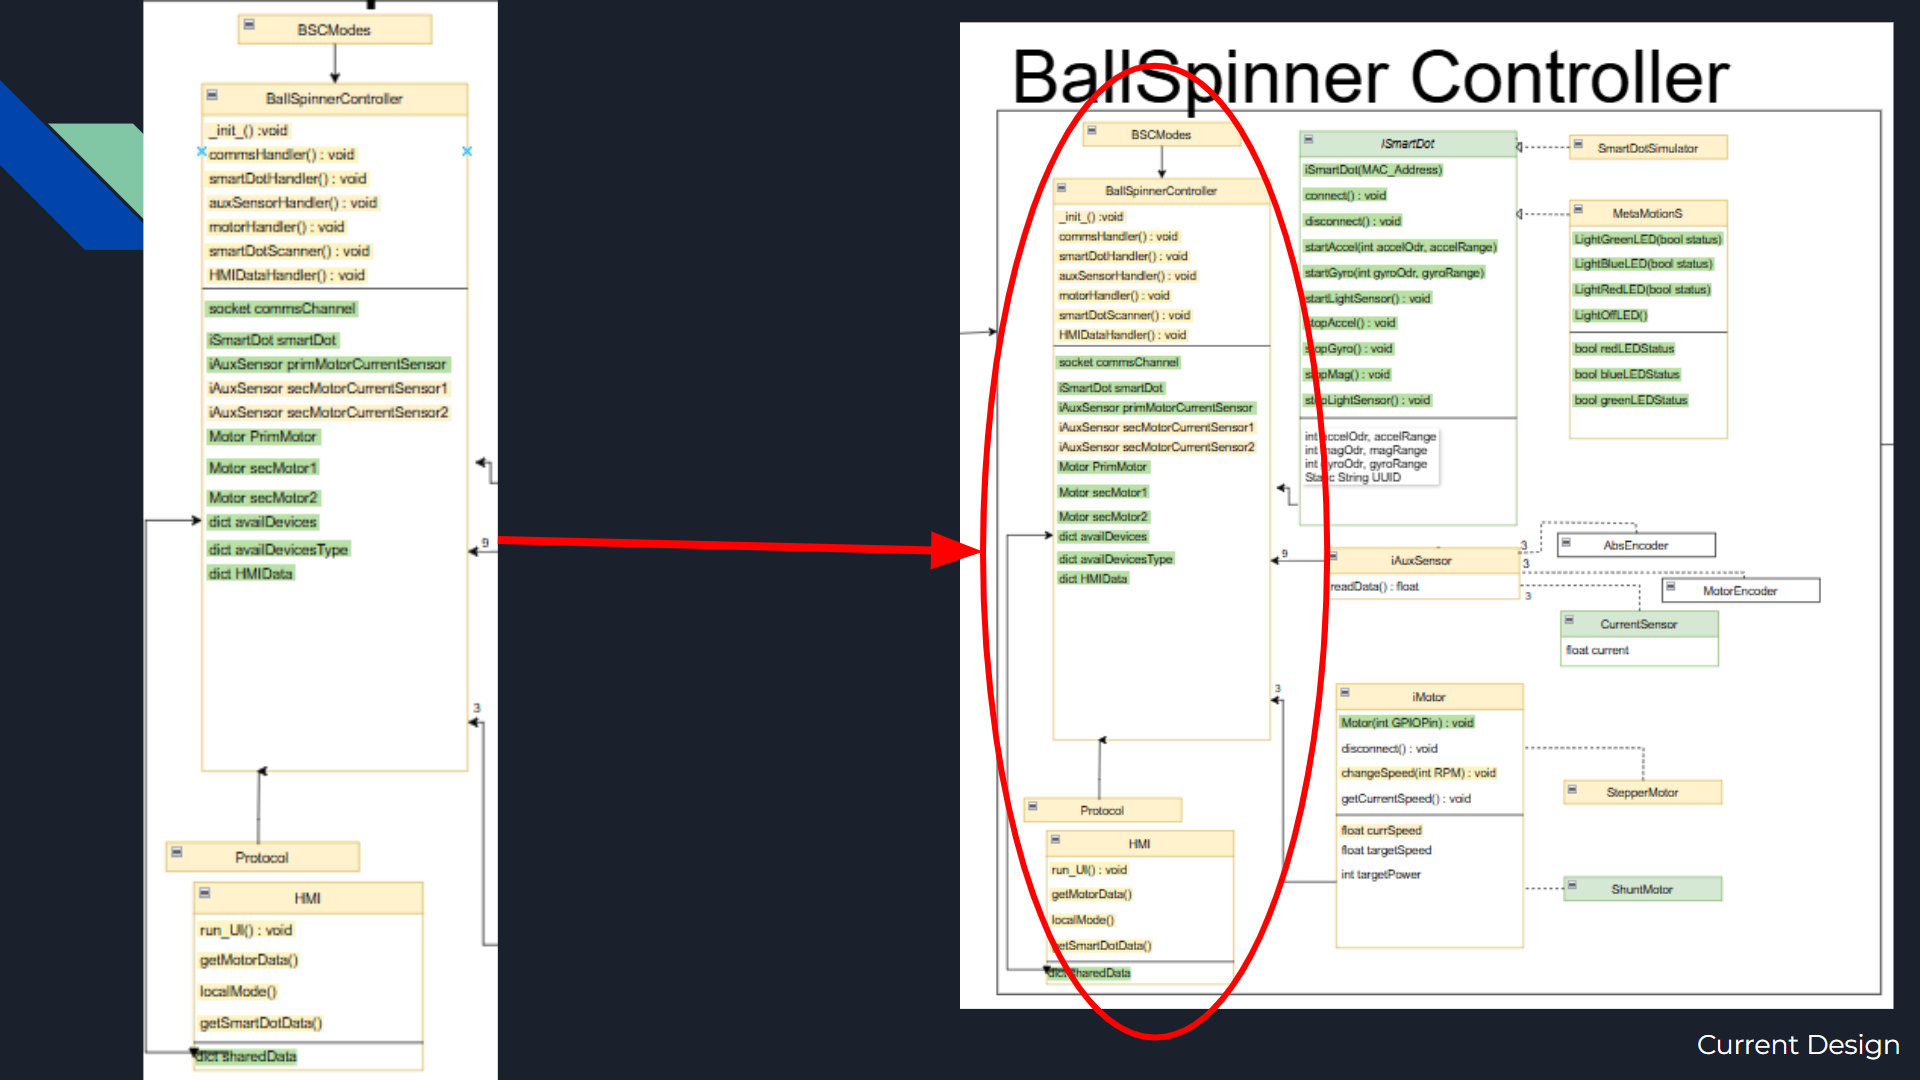 BSCModes
BallSpinnerController
_init_() :void
commsHandler() : void
smartDotHandler() : void
auxSensorHandler() : void
motorHandler() : void
smartDotScanner() : void
HMIDataHandler() : void
socket commsChannel
iSmartDot smartDot
iAuxSensor primMotorCurrentSensor
iAuxSensor secMotorCurrentSensor1
iAuxSensor secMotorCurrentSensor2
Motor PrimMotor
Motor secMotor1
Motor secMotor2
dict availDevices
dict availDevicesType
dict HMIData
9
3
Protocol
HMI
run_UI() : void
getMotorData()
localMode()
getSmartDotData()
dict sharedData
BallSpinner Controller
BSCModes
BallSpinnerController
_init_() :void
commsHandler() : void
smartDotHandler() : void
auxSensorHandler() : void
motorHandler() : void
smartDotScanner() : void
HMIDataHandler() : void
socket commsChannel
iSmartDot smartDot
iAuxSensor primMotorCurrentSensor
iAuxSensor secMotorCurrentSensor1
iAuxSensor secMotorCurrentSensor2
Motor PrimMotor
Motor secMotor1
Motor secMotor2
dict availDevices
dict availDevicesType
dict HMIData
9
3
Protocol
HMI
run_UI() : void
getMotorData()
localMode()
getSmartDotData()
dict sharedData
iSmartDot
iSmartDot(MAC_Address)
connect() : void
disconnect() : void
startAccel(int accelOdr, accelRange)
startGyro(int gyroOdr, gyroRange)
startLightSensor() : void
stopAccel() : void
stopGyro() : void
stopMag() : void
stopLightSensor() : void
int accelOdr, accelRange
int magOdr, magRange
int gyroOdr, gyroRange
Static String UUID
SmartDotSimulator
MetaMotionS
LightGreenLED(bool status)
LightBlueLED(bool status)
LightRedLED(bool status)
LightOffLED()
bool redLEDStatus
bool blueLEDStatus
bool greenLEDStatus
iAuxSensor
readData() : float
3
3
3
AbsEncoder
MotorEncoder
CurrentSensor
float current
iMotor
Motor(int GPIOPin) : void
disconnect() : void
changeSpeed(int RPM) : void
getCurrentSpeed() : void
float currSpeed
float targetSpeed
int targetPower
StepperMotor
ShuntMotor
Current Design